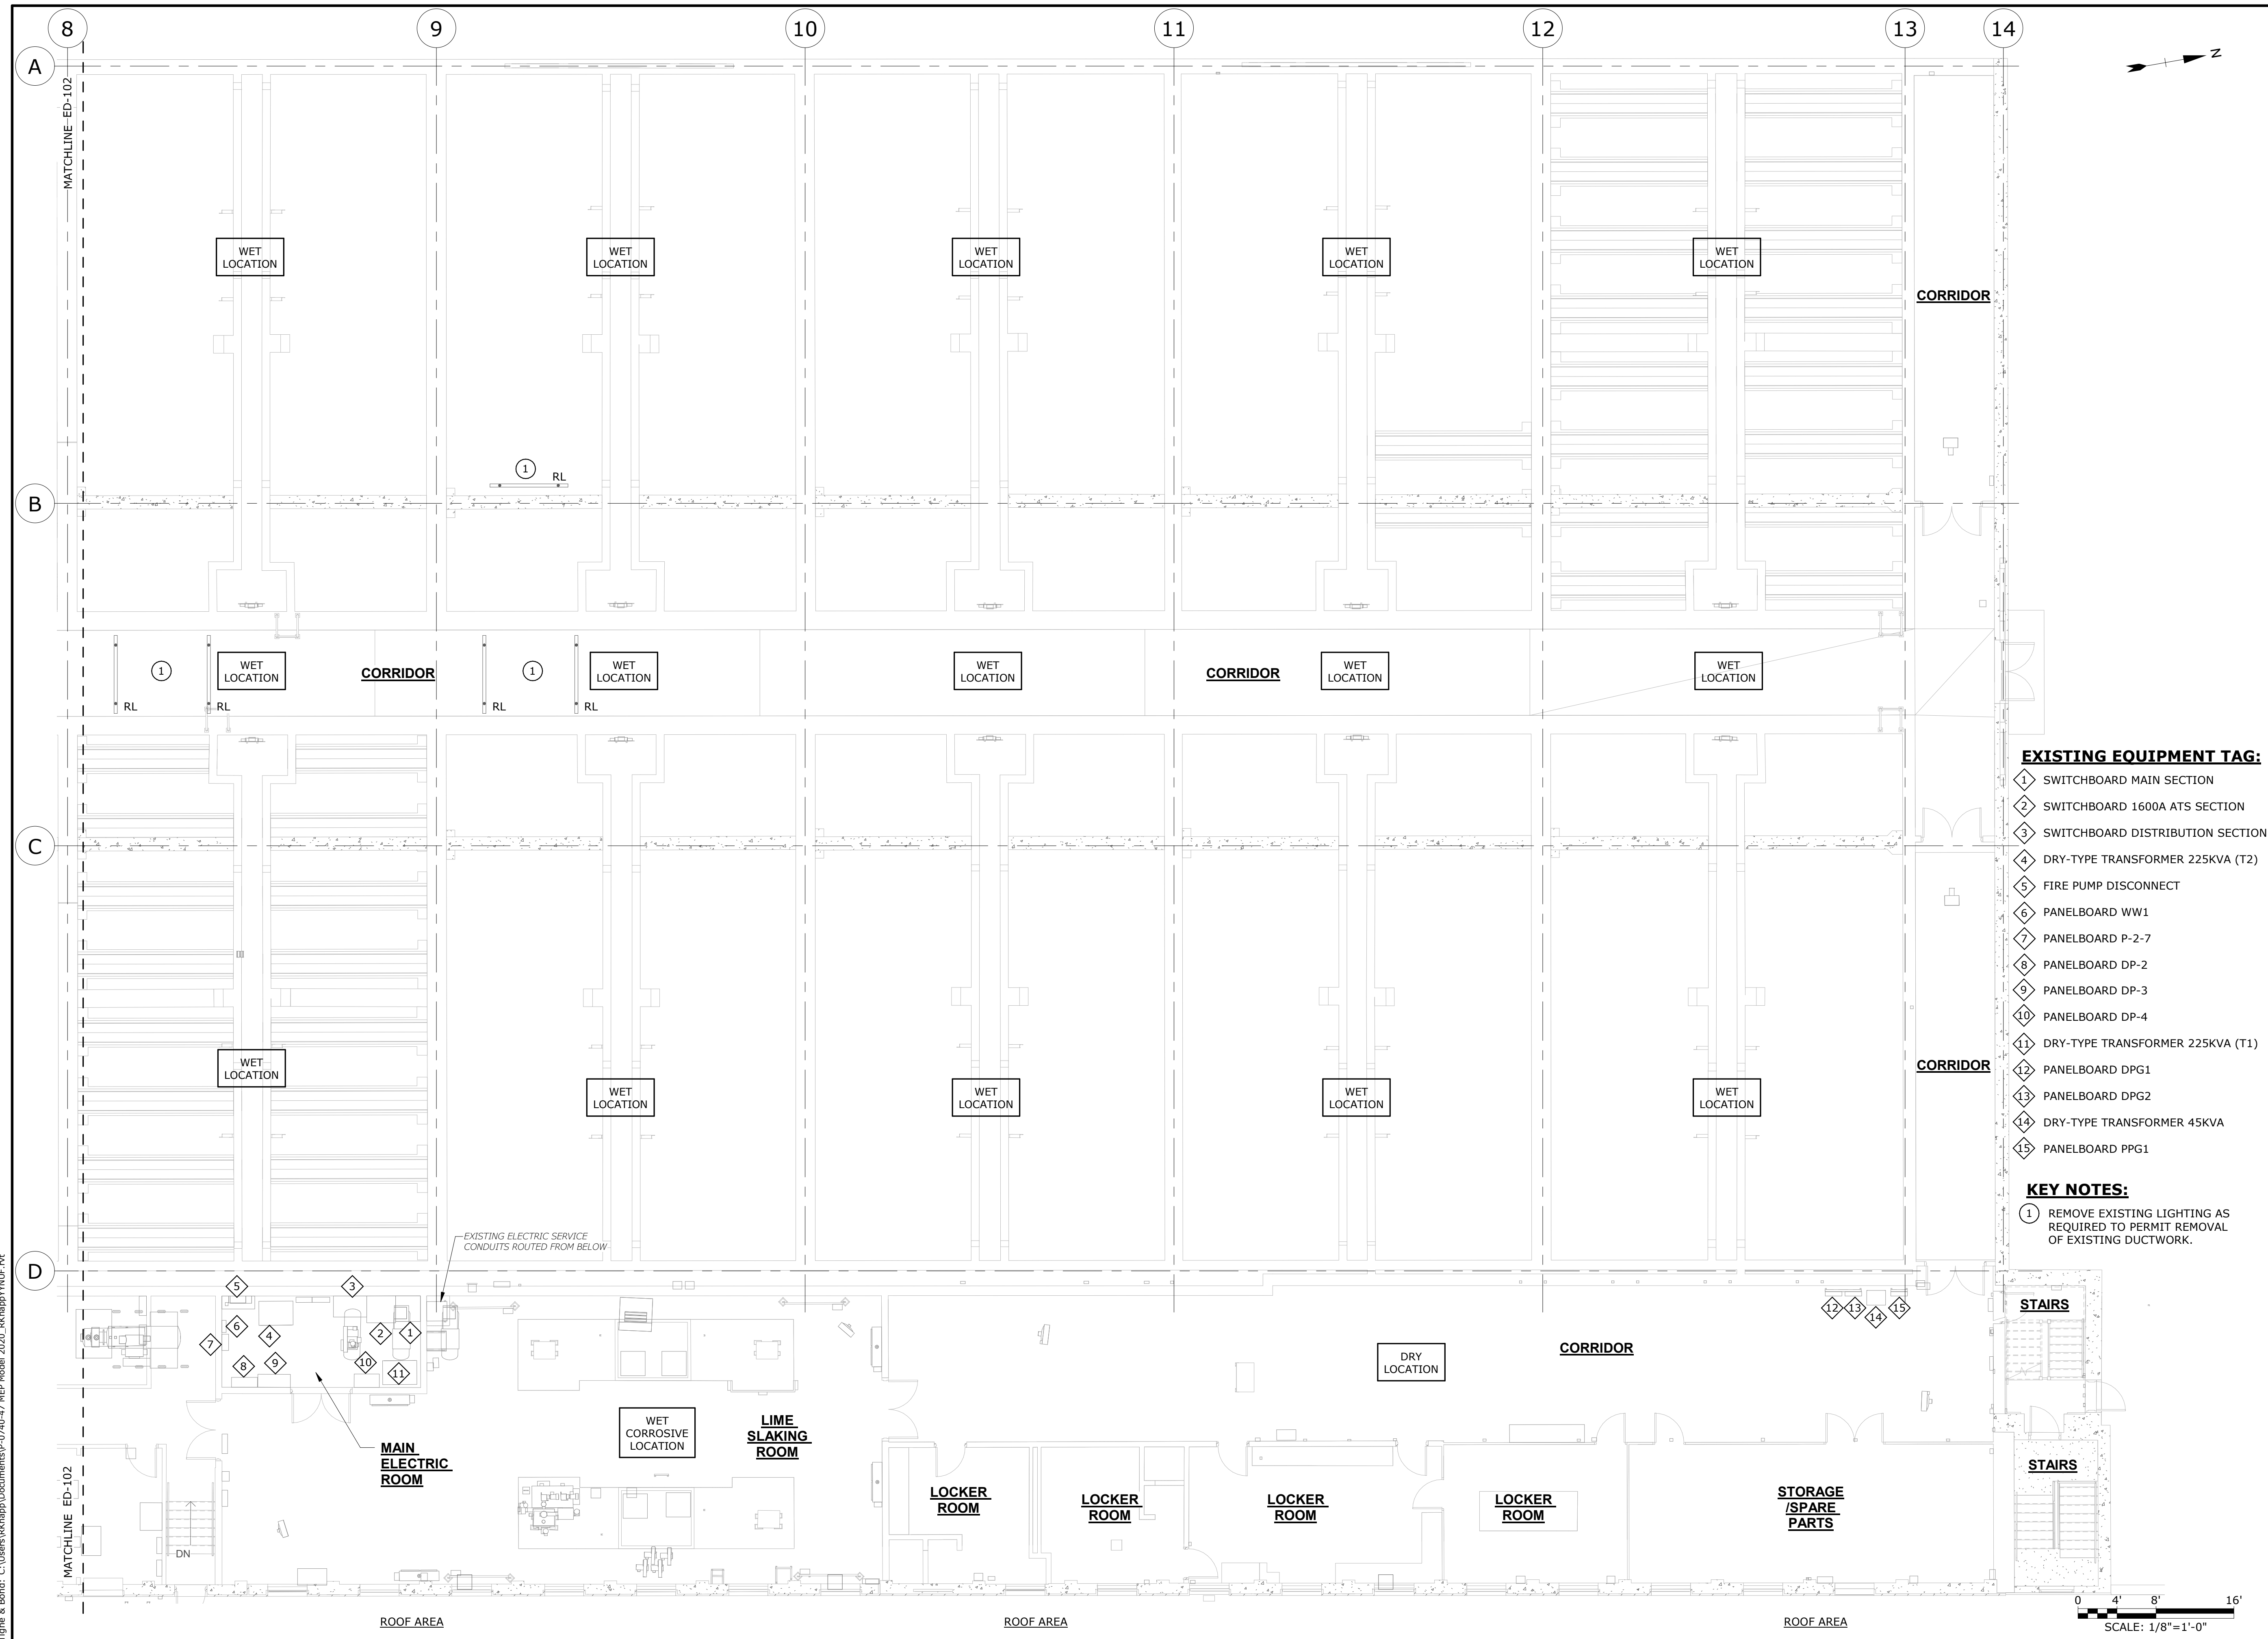 8
9
10
11
12
13
14
A
N
MATCHLINE ED-102
WET
LOCATION
WET
LOCATION
WET
LOCATION
WET
LOCATION
WET
LOCATION
CORRIDOR
1
RL
B
1
WET
LOCATION
CORRIDOR
1
WET
LOCATION
WET
LOCATION
CORRIDOR
WET
LOCATION
WET
LOCATION
RL
RL
RL
RL
EXISTING EQUIPMENT TAG:
1 SWITCHBOARD MAIN SECTION
2 SWITCHBOARD 1600A ATS SECTION
3 SWITCHBOARD DISTRIBUTION SECTION
4 DRY-TYPE TRANSFORMER 225KVA (T2)
5 FIRE PUMP DISCONNECT
6 PANELBOARD WW1
7 PANELBOARD P-2-7
8 PANELBOARD DP-2
9 PANELBOARD DP-3
10 PANELBOARD DP-4
11 DRY-TYPE TRANSFORMER 225KVA (T1)
12 PANELBOARD DPG1
13 PANELBOARD DPG2
14 DRY-TYPE TRANSFORMER 45KVA
15 PANELBOARD PPG1
C
WET
LOCATION
WET
LOCATION
WET
LOCATION
WET
LOCATION
WET
LOCATION
CORRIDOR
KEY NOTES:
1 REMOVE EXISTING LIGHTING AS
REQUIRED TO PERMIT REMOVAL
OF EXISTING DUCTWORK.
EXISTING ELECTRIC SERVICE
CONDUITS ROUTED FROM BELOW
D
5
3
6
4
7
2
1
8
9
10
11
12
13
14
15
STAIRS
CORRIDOR
DRY
LOCATION
WET
CORROSIVE
LOCATION
LIME
SLAKING
ROOM
MAIN
ELECTRIC
ROOM
MATCHLINE ED-102
DN
LOCKER
ROOM
LOCKER
ROOM
LOCKER
ROOM
LOCKER
ROOM
STORAGE
/SPARE
PARTS
STAIRS
ROOF AREA
ROOF AREA
ROOF AREA
0 4' 8' 16'
SCALE: 1/8"=1'-0"